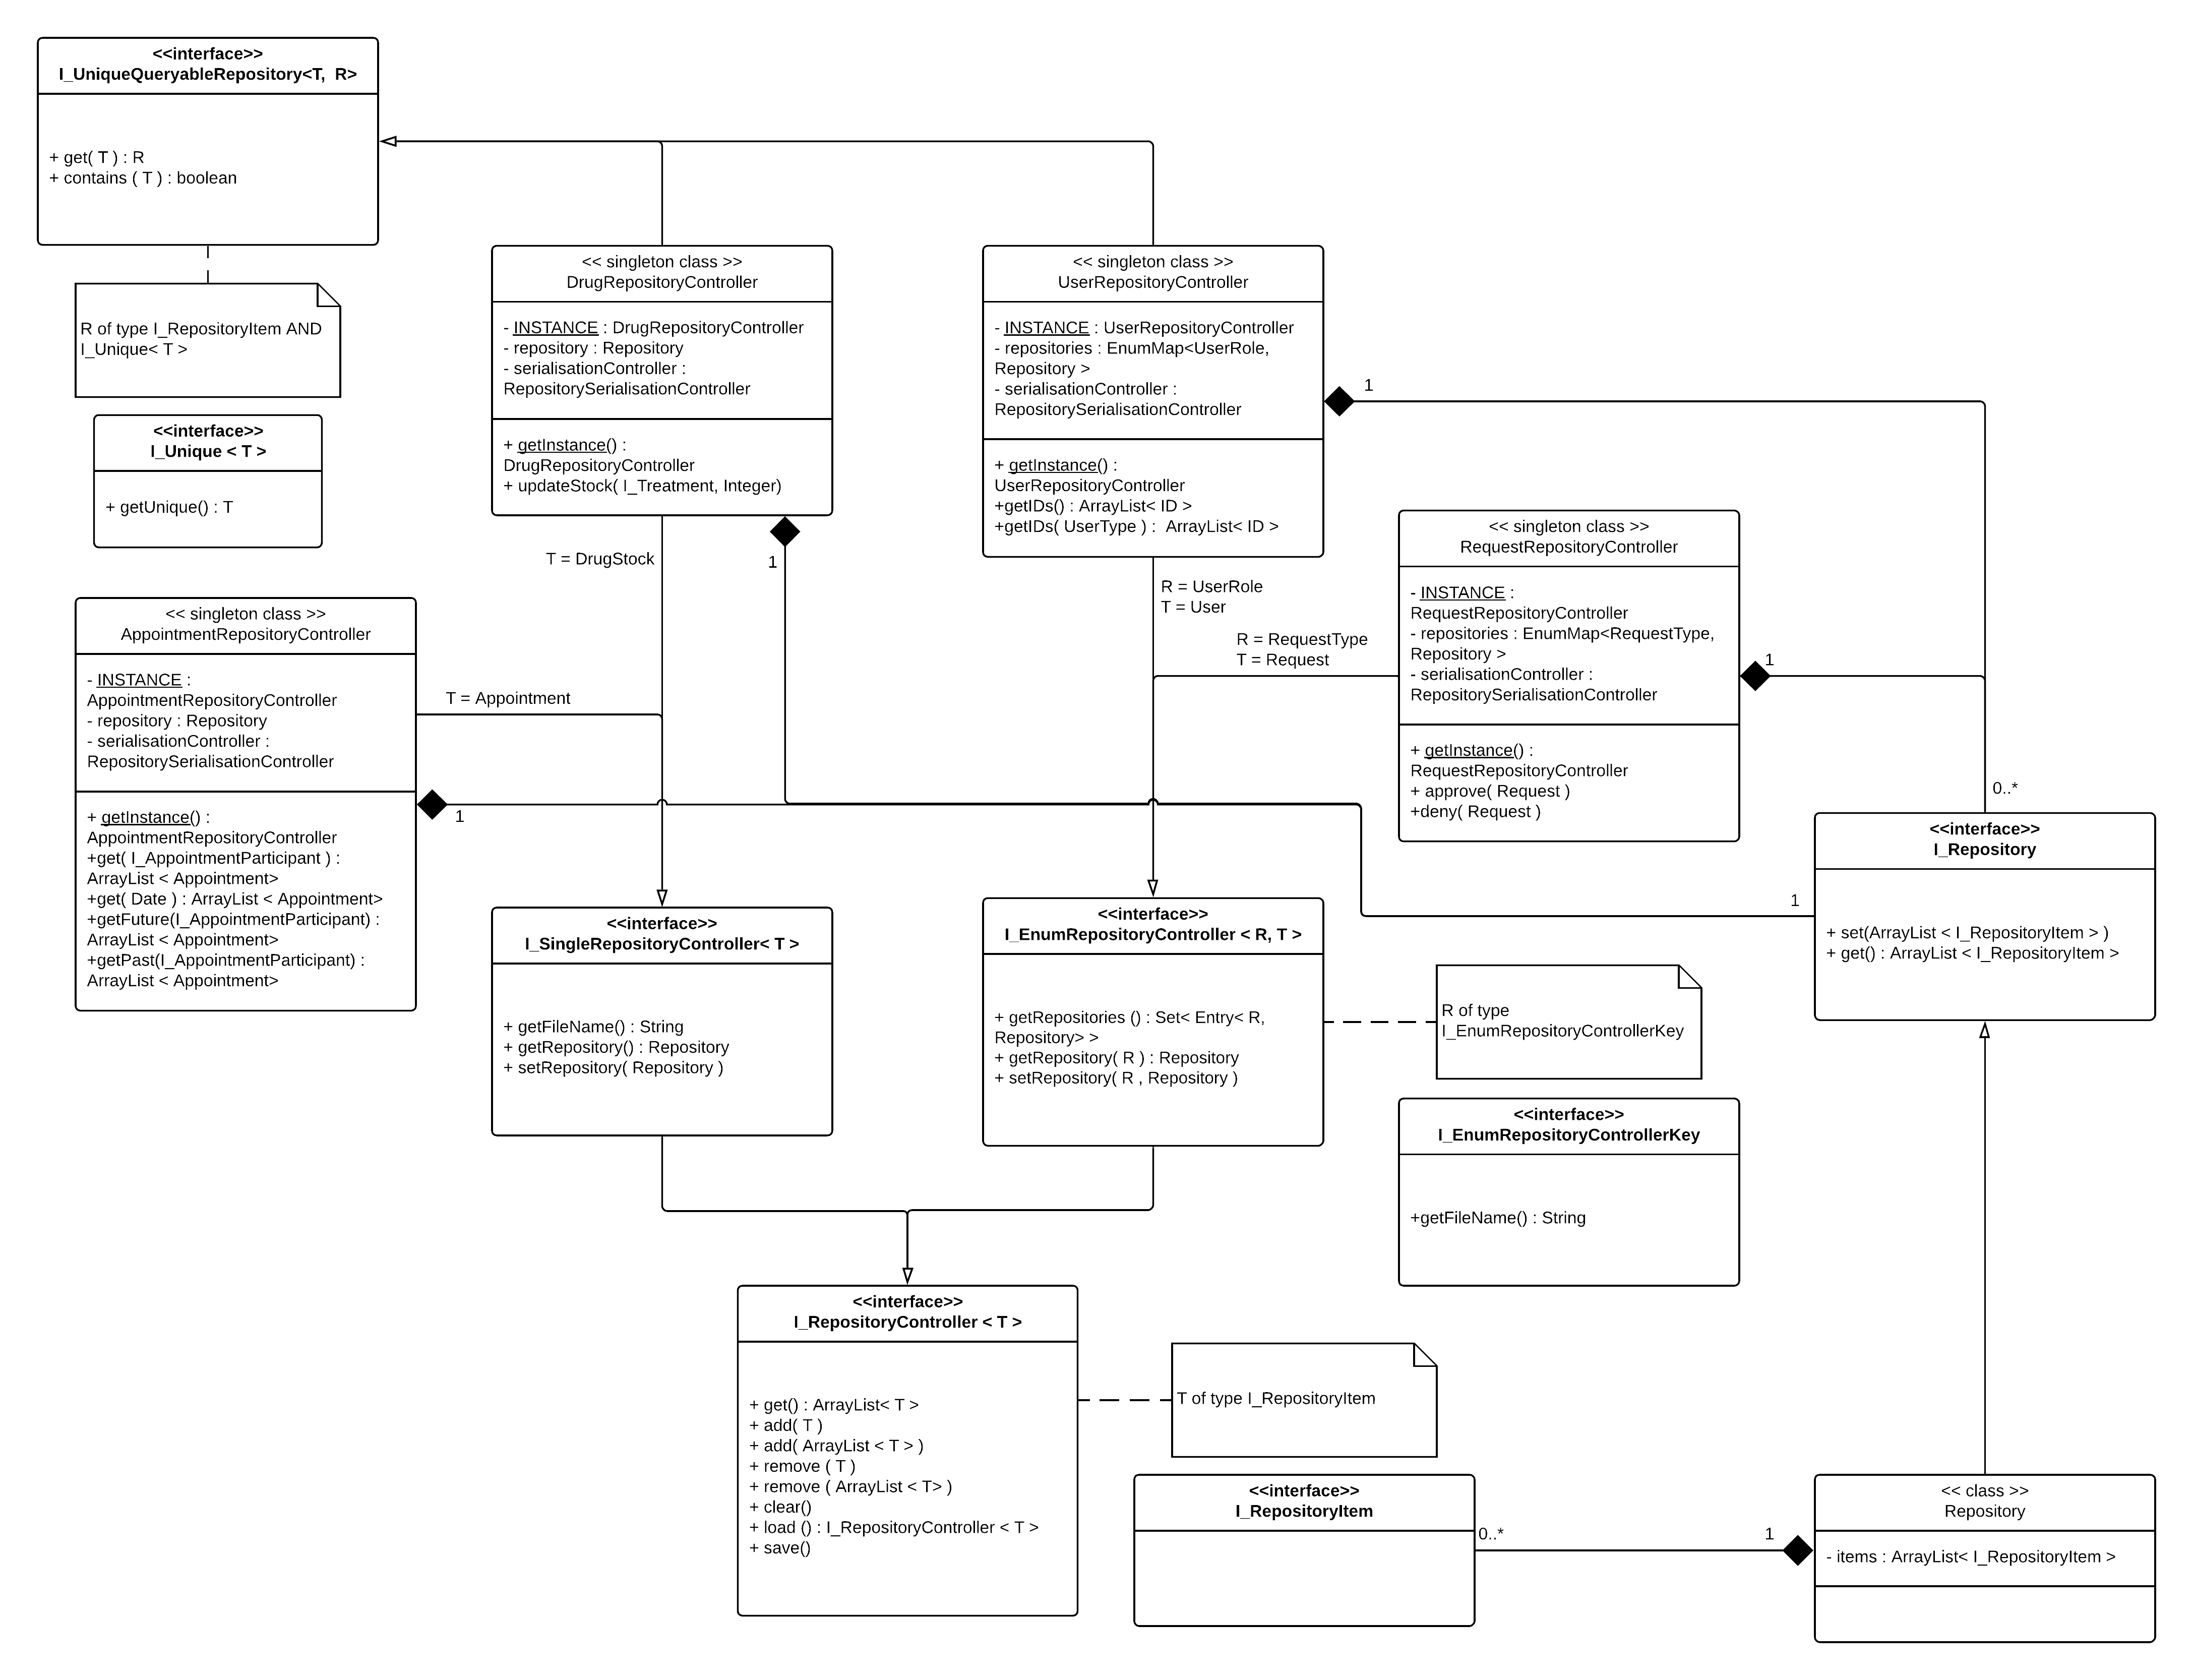 <<interface>>
I_UniqueQueryableRepository<T,  R>
+ get( T ) : R
+ contains ( T ) : boolean
R of type I_RepositoryItem AND
I_Unique< T >
<<interface>>
I_Unique < T >
+ getUnique() : T
<< singleton class >>
DrugRepositoryController
- INSTANCE : DrugRepositoryController
- repository : Repository
- serialisationController :
RepositorySerialisationController
+ getInstance() :
DrugRepositoryController
+ updateStock( I_Treatment, Integer)
T = DrugStock
1
<< singleton class >>
UserRepositoryController
- INSTANCE : UserRepositoryController
- repositories : EnumMap<UserRole,
Repository >
- serialisationController :
RepositorySerialisationController
+ getInstance() :
UserRepositoryController
+getIDs() : ArrayList< ID >
+getIDs( UserType ) :  ArrayList< ID >
1
R = UserRole
T = User
R = RequestType
T = Request
<< singleton class >>
RequestRepositoryController
- INSTANCE :
RequestRepositoryController
- repositories : EnumMap<RequestType,
Repository >
- serialisationController :
RepositorySerialisationController
+ getInstance() :
RequestRepositoryController
+ approve( Request )
+deny( Request )
1
0..*
<< singleton class >>
AppointmentRepositoryController
- INSTANCE :
AppointmentRepositoryController
- repository : Repository
- serialisationController :
RepositorySerialisationController
+ getInstance() :
AppointmentRepositoryController
+get( I_AppointmentParticipant ) :
ArrayList < Appointment>
+get( Date ) : ArrayList < Appointment>
+getFuture(I_AppointmentParticipant) :
ArrayList < Appointment>
+getPast(I_AppointmentParticipant) :
ArrayList < Appointment>
T = Appointment
1
<<interface>>
I_SingleRepositoryController< T >
+ getFileName() : String
+ getRepository() : Repository
+ setRepository( Repository )
<<interface>>
I_EnumRepositoryController < R, T >
+ getRepositories () : Set< Entry< R,
Repository> >
+ getRepository( R ) : Repository
+ setRepository( R , Repository )
R of type
I_EnumRepositoryControllerKey
<<interface>>
I_EnumRepositoryControllerKey
+getFileName() : String
1
<<interface>>
I_Repository
+ set(ArrayList < I_RepositoryItem > )
+ get() : ArrayList < I_RepositoryItem >
<<interface>>
I_RepositoryController < T >
+ get() : ArrayList< T >
+ add( T )
+ add( ArrayList < T > )
+ remove ( T )
+ remove ( ArrayList < T> )
+ clear()
+ load () : I_RepositoryController < T >
+ save()
T of type I_RepositoryItem
<<interface>>
I_RepositoryItem
0..*
1
<< class >>
Repository
- items : ArrayList< I_RepositoryItem >